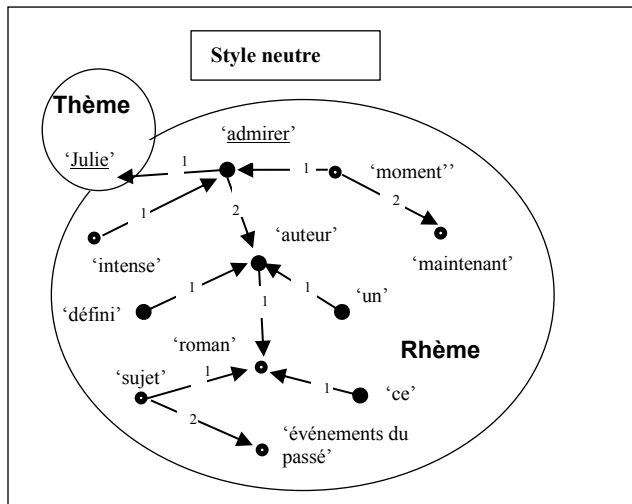 Style neutre
Thème
‘admirer’
‘Julie’
1
1
‘moment’’
1
2
2
‘auteur’
‘intense’
‘maintenant’
1
1
1
‘défini’
‘un’
‘roman’
Rhème
‘sujet’
1
1
‘ce’
2
‘événements du
passé’